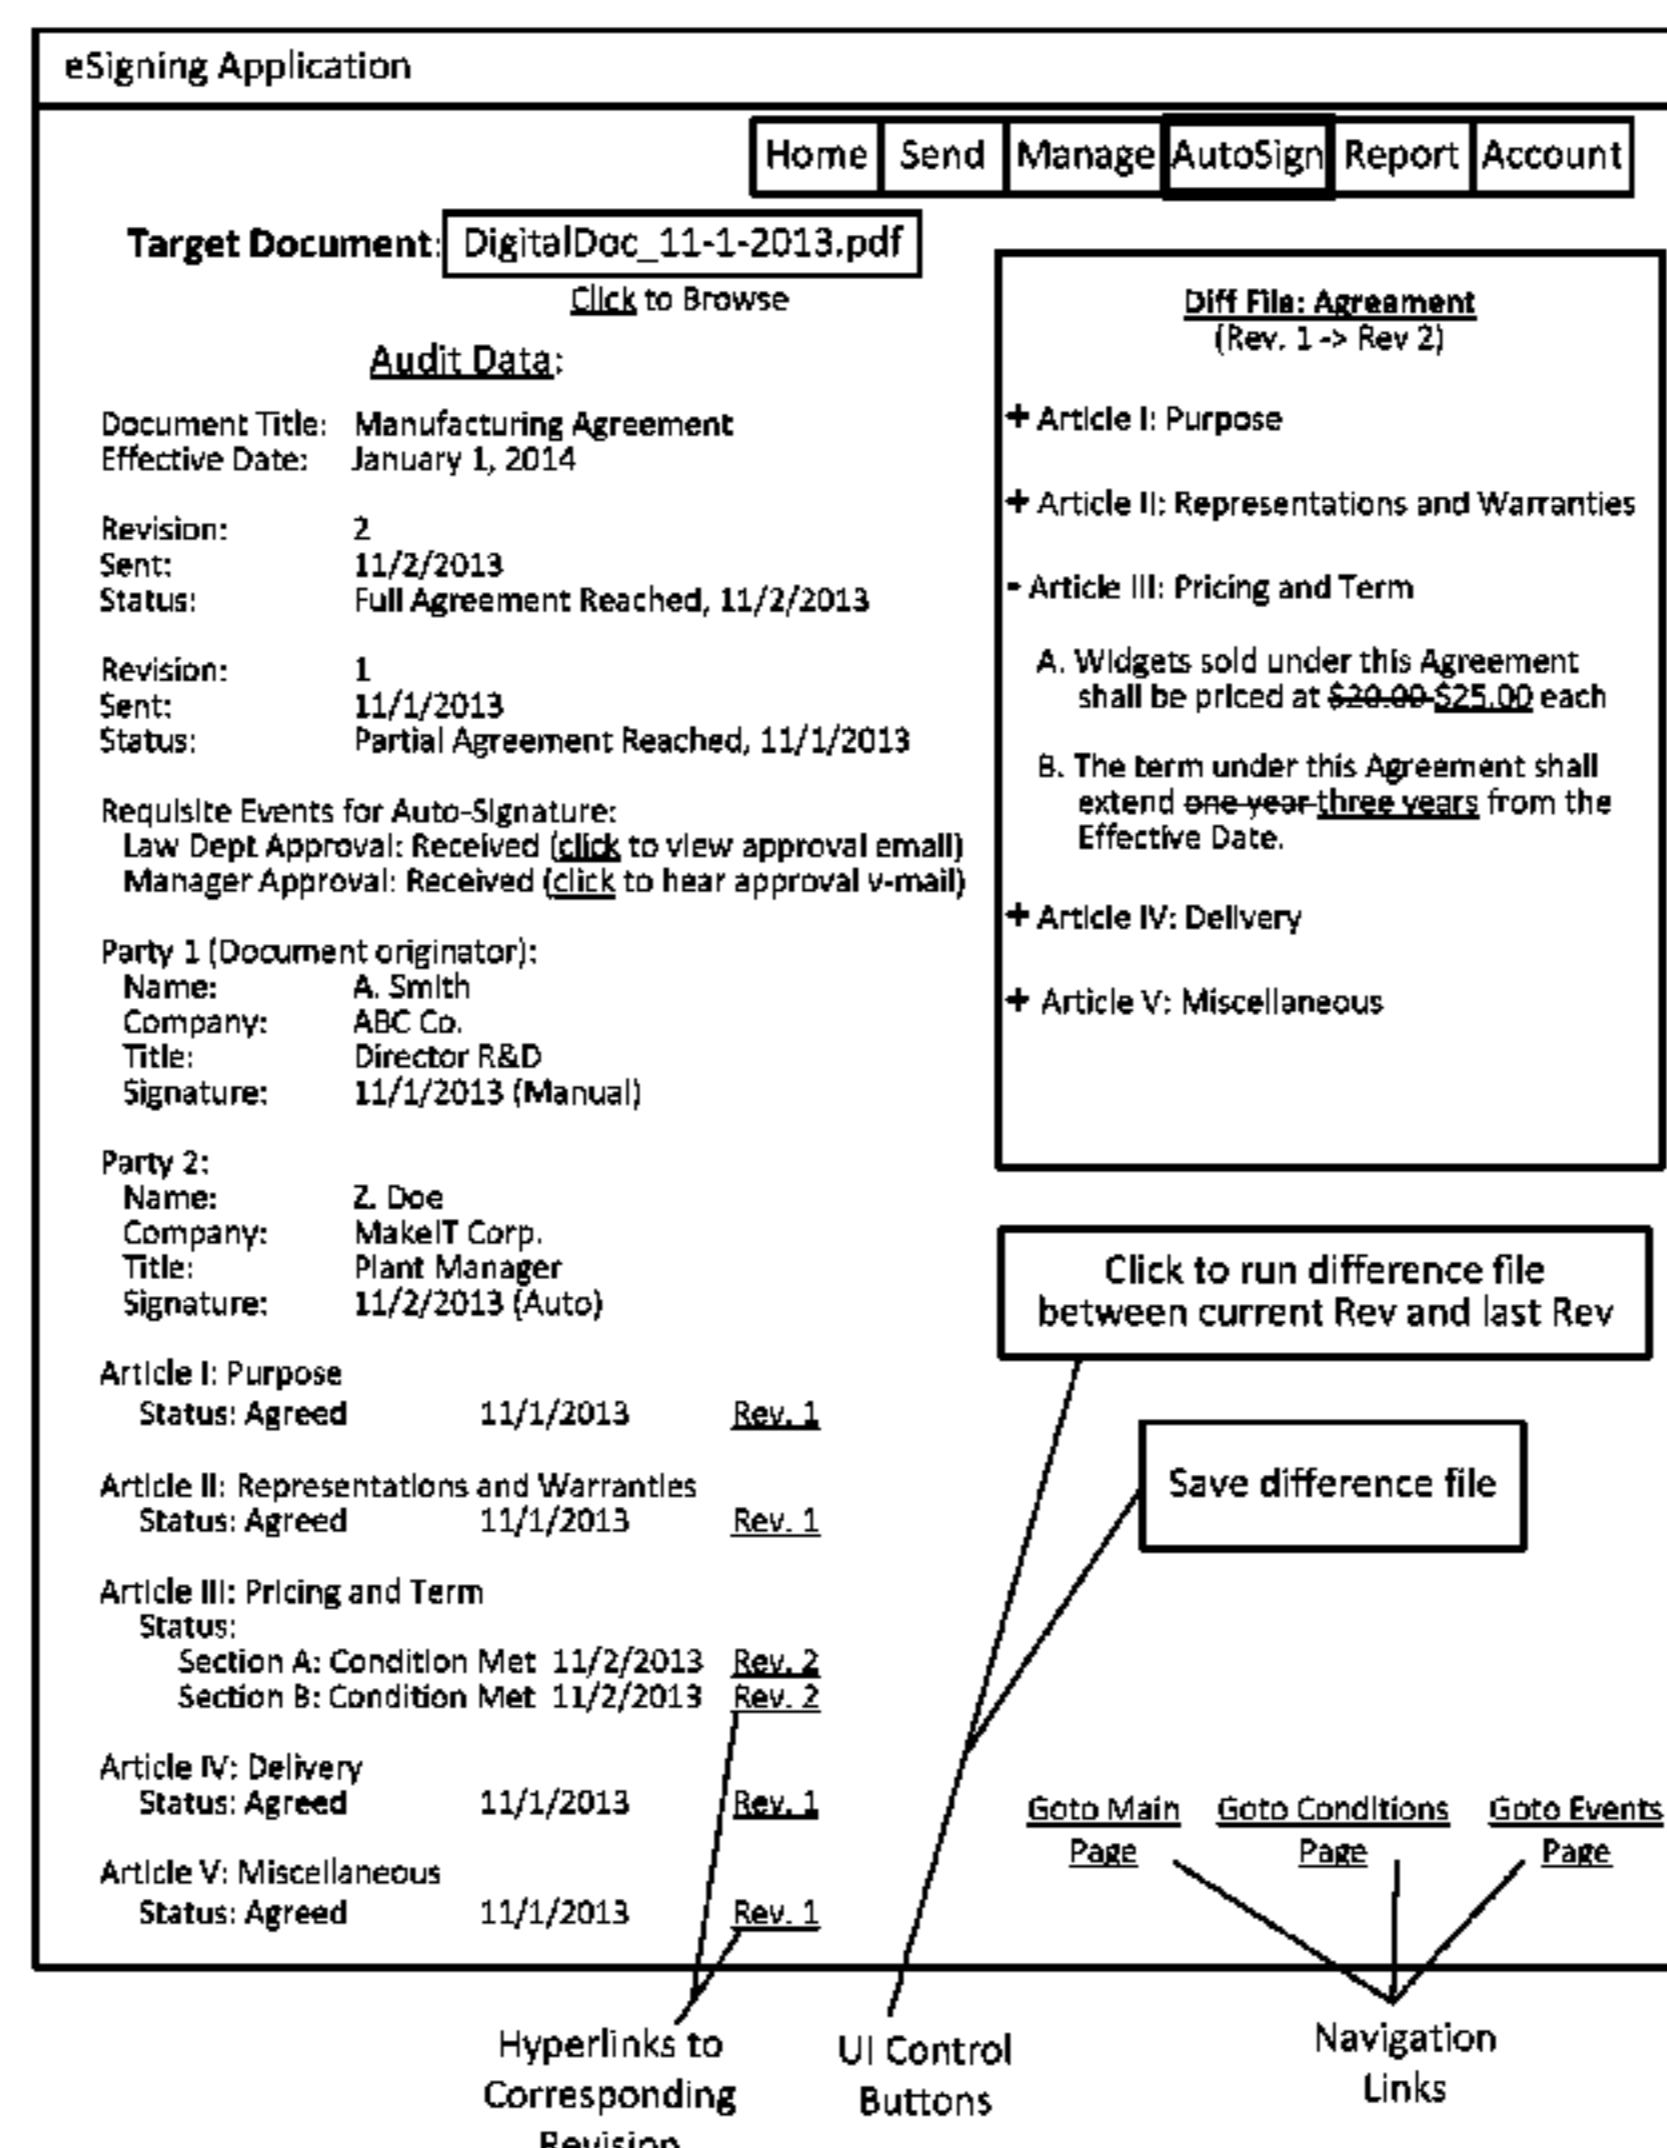 eSigning Application
Home Send Manage AutoSign Report Account
Target Document: DigitalDoc_11-1-2013.pdf
Click to Browse
Audit Data:
Document Title: Manufacturing Agreement
Effective Date: January 1, 2014
Revision: 2
Sent: 11/2/2013
Status: Full Agreement Reached, 11/2/2013
Revision: 1
Sent: 11/1/2013
Status: Partial Agreement Reached, 11/1/2013
Requisite Events for Auto-Signature:
Law Dept Approval: Received (click to view approval email)
Manager Approval: Received (click to hear approval v-mail)
Party 1 (Document originator):
Name: A. Smith
Company: ABC Co.
Title: Director R&D
Signature: 11/1/2013 (Manual)
Party 2:
Name: Z. Doe
Company: MakeIT Corp.
Title: Plant Manager
Signature: 11/2/2013 (Auto)
Article I: Purpose
Status: Agreed 11/1/2013 Rev. 1
Article II: Representations and Warranties
Status: Agreed 11/1/2013 Rev. 1
Article III: Pricing and Term
Status:
Section A: Condition Met 11/2/2013 Rev. 2
Section B: Condition Met 11/2/2013 Rev. 2
Article IV: Delivery
Status: Agreed 11/1/2013 Rev. 1
Article V: Miscellaneous
Status: Agreed 11/1/2013 Rev. 1
Diff File: Agreement
(Rev. 1 -> Rev 2)
+ Article I: Purpose
+ Article II: Representations and Warranties
- Article III: Pricing and Term
A. Widgets sold under this Agreement
shall be priced at $20.00 $25.00 each
B. The term under this Agreement shall
extend one year three years from the
Effective Date.
+ Article IV: Delivery
+ Article V: Miscellaneous
Click to run difference file
between current Rev and last Rev
Save difference file
Goto Main
Page
Goto Conditions
Page
Goto Events
Page
Hyperlinks to
Corresponding
Revision
UI Control
Buttons
Navigation
Links